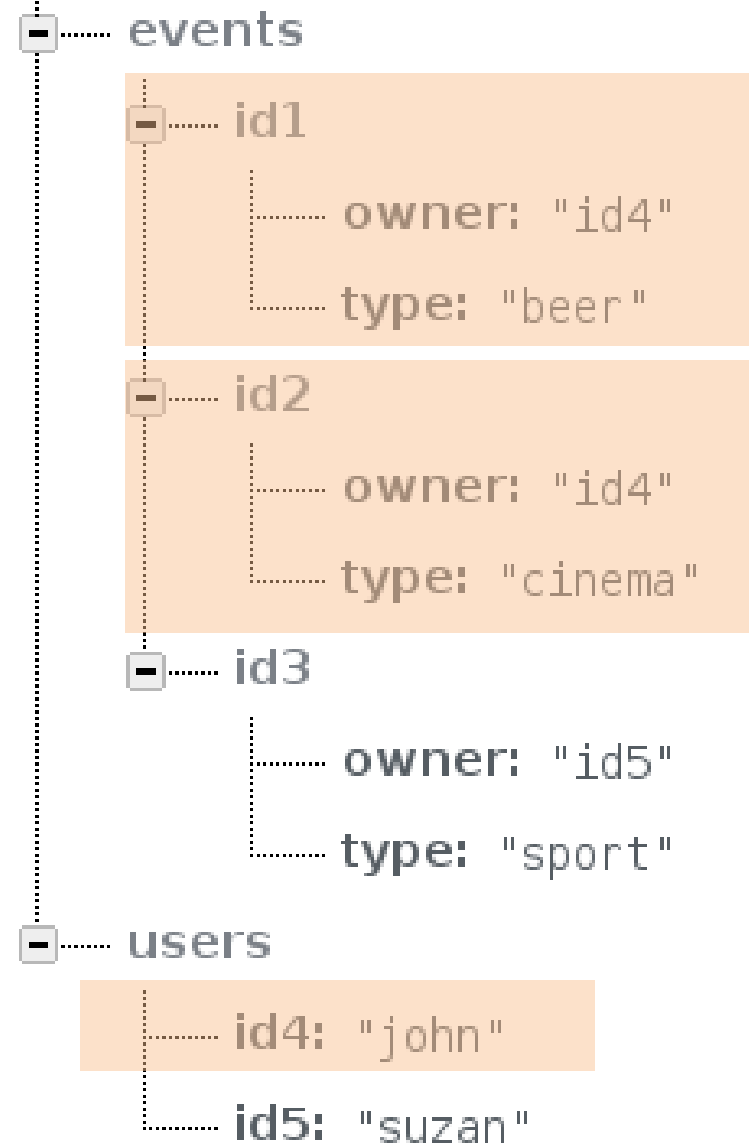 events
id1
owner: "id4"
type: "beer"
id2
owner: "id4"
type: "cinema"
id3
owner: "id5"
type: "sport"
users
id4: "john"
id5: "suzan"